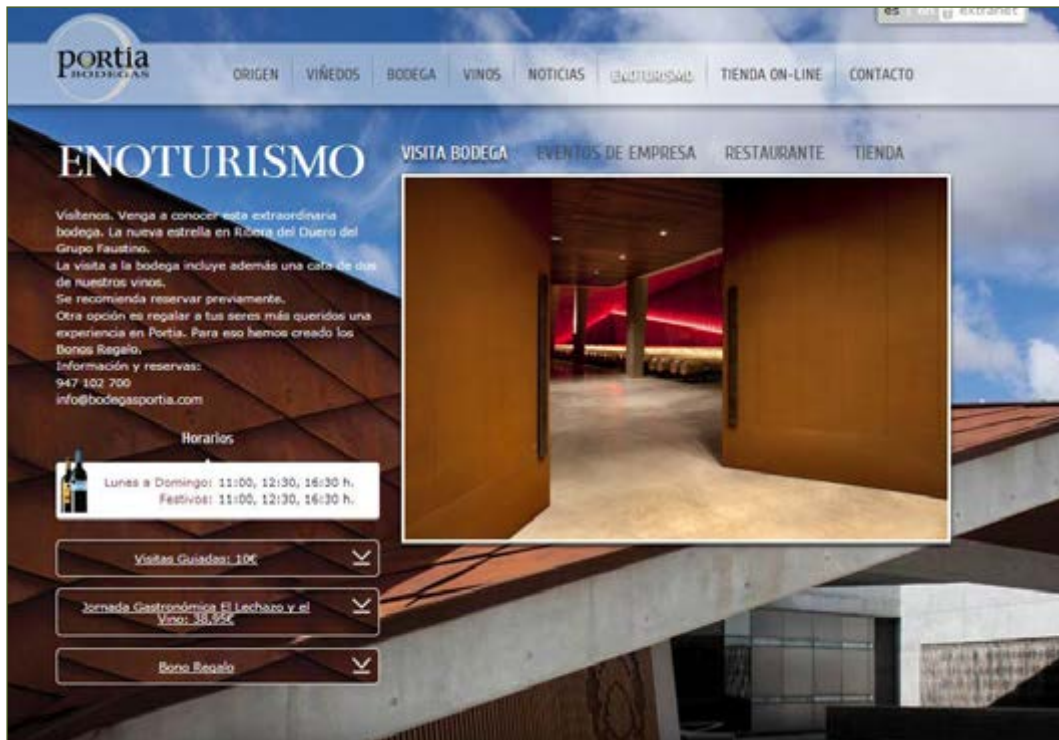 es
extranet
portia
BODEGAS
ORIGEN VIÑEDOS BODEGA VINOS NOTICIAS ENOTURISMO TIENDA ON-LINE CONTACTO
ENOTURISMO
VISITA BODEGA EVENTOS DE EMPRESA RESTAURANTE TIENDA
Visítenos. Venga a conocer esta extraordinaria
bodega. La nueva estrella en Ribera del Duero del
Grupo Faustino.
La visita a la bodega incluye además una cata de dos
de nuestros vinos.
Se recomienda reservar previamente.
Otra opción es regalar a tus seres más queridos una
experiencia en Portia. Para eso hemos creado los
Bonos Regalo.
Información y reservas:
947 102 700
info@bodegasportia.com
Horarios
Lunes a Domingo: 11:00, 12:30, 16:30 h.
Festivos: 11:00, 12:30, 16:30 h.
Visitas Guiadas: 10€
Jornada Gastronómica El Lechazo y el
Vino: 38,95€
Bono Regalo